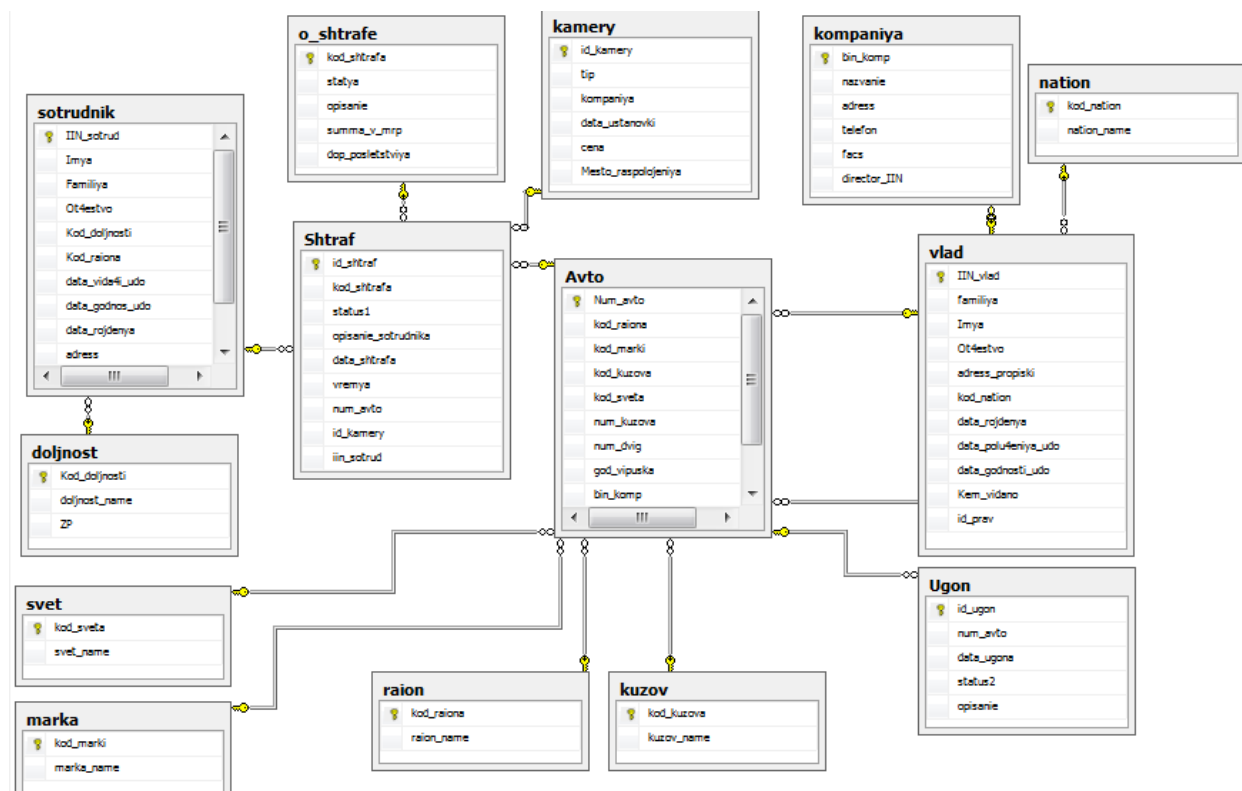 o_shtrafe
kod_shtrafa
statya
opisanie
summa_v_mrp
dop_posletstviya
kamery
id_kamery
tip
kompaniya
data_ustanovki
cena
Mesto_raspolojeniya
kompaniya
bin_komp
nazvanie
adress
telefon
facs
director_IIN
nation
kod_nation
nation_name
sotrudnik
IIN_sotrud
Imya
Familiya
Ot4estvo
Kod_doljnosti
Kod_raiona
data_vida4i_udo
data_godnos_udo
data_rojdenya
adress
Shtraf
id_shtraf
kod_shtrafa
status1
opisanie_sotrudnika
data_shtrafa
vremya
num_avto
id_kamery
iin_sotrud
Avto
Num_avto
kod_raiona
kod_marki
kod_kuzova
kod_sveta
num_kuzova
num_dvig
god_vipuska
bin_komp
vlad
IIN_vlad
familiya
Imya
Ot4estvo
adress_propiski
kod_nation
data_rojdenya
data_polu4eniya_udo
data_godnosti_udo
Kem_vidano
id_prav
doljnost
Kod_doljnosti
doljnost_name
ZP
svet
kod_sveta
svet_name
marka
kod_marki
marka_name
raion
kod_raiona
raion_name
kuzov
kod_kuzova
kuzov_name
Ugon
id_ugon
num_avto
data_ugona
status2
opisanie